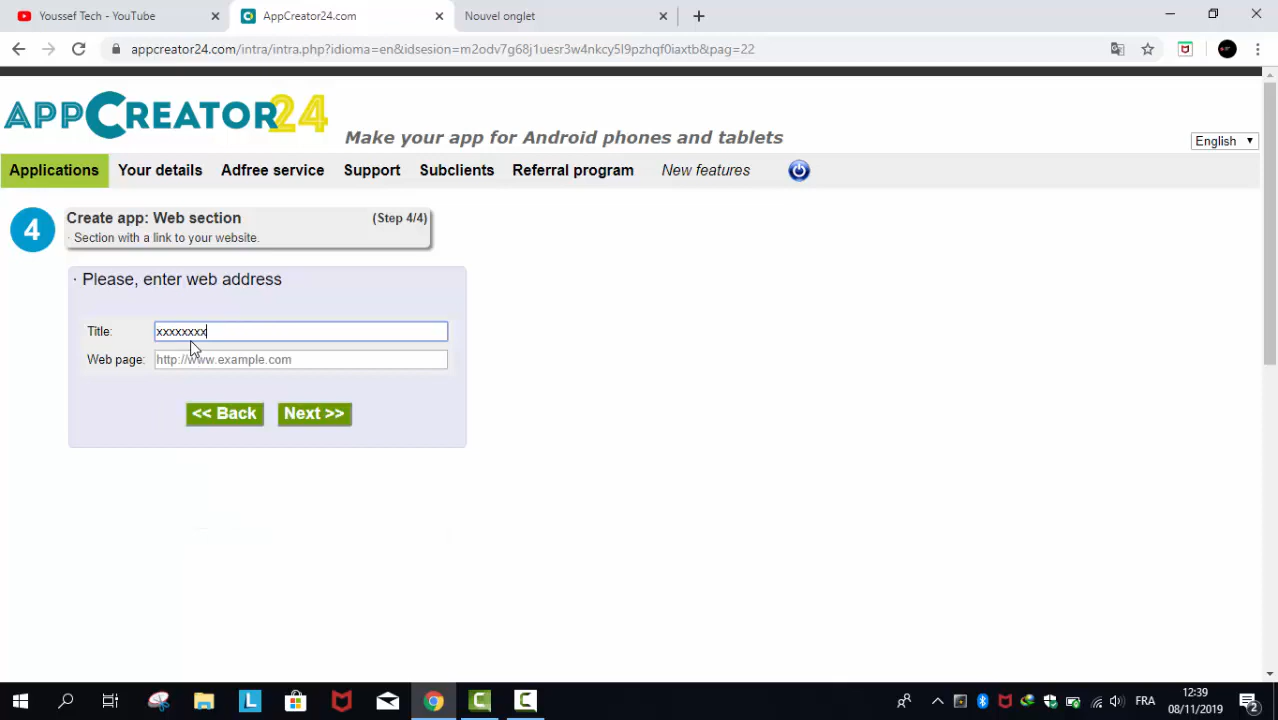 Youssef Tech - YouTube
AppCreator24.com
Nouvel onglet
appcreator24.com/intra/intra.php?idioma=en&idsesion=m2odv7g68j1uesr3w4nkcy5l9pzhqf0iaxtb&pag=22
APPCREATOR24
Make your app for Android phones and tablets
English
Applications Your details Adfree service Support Subclients Referral program New features
4
Create app: Web section (Step 4/4)
· Section with a link to your website.
· Please, enter web address
Title: xxxxxxxx
Web page: http://www.example.com
<< Back Next >>
L
FRA
12:39
08/11/2019
2